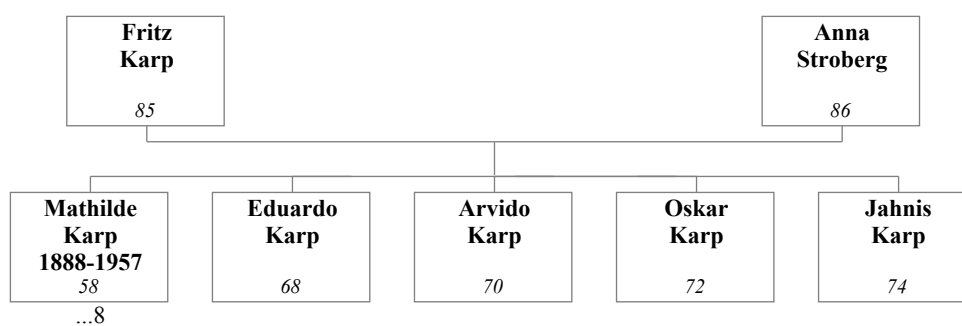 Fritz
Karp
85
Anna
Stroberg
86
Mathilde
Karp
1888-1957
58
...8
Eduardo
Karp
68
Arvido
Karp
70
Oskar
Karp
72
Jahnis
Karp
74